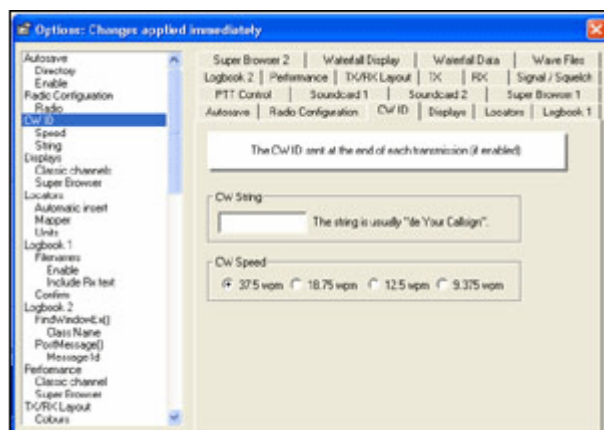 Options: Changes applied immediately
Autosave
Directory
Enable
Radio Configuration
Radio
CW ID
Speed
String
Displays
Classic channels
Super Browser
Locators
Automatic insert
Mapper
Units
Logbook 1
Filenames
Enable
Include Rx text
Confirm
Logbook 2
FindWindowEx()
Class Name
PostMessage()
Message Id
Performance
Classic channel
Super Browser
TX/RX Layout
Colours
Super Browser 2 Waterfall Display Waterfall Data Wave Files
Logbook 2 Performance TX/RX Layout TX RX Signal / Squelch
PTT Control Soundcard 1 Soundcard 2 Super Browser 1
Autosave Radio Configuration CW ID Displays Locators Logbook 1
The CW ID sent at the end of each transmission (if enabled)
CW String
The string is usually "de Your Callsign".
CW Speed
37.5 wpm 18.75 wpm 12.5 wpm 9.375 wpm